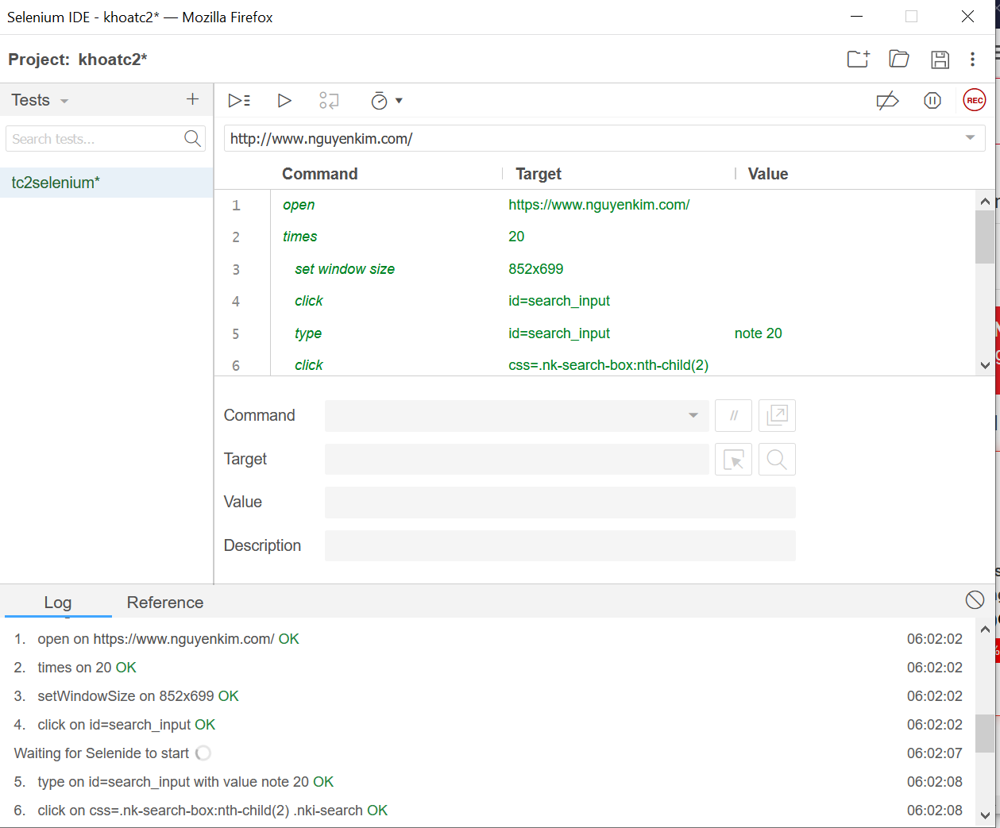 Selenium IDE - khoatc2* — Mozilla Firefox
Project: khoatc2*
Tests
REC
Search tests...
http://www.nguyenkim.com/
tc2selenium*
Command Target Value
1 open https://www.nguyenkim.com/
2 times 20
3 set window size 852x699
4 click id=search_input
5 type id=search_input note 20
6 click css=.nk-search-box:nth-child(2)
Command
//
Target
Value
Description
Log Reference
1. open on https://www.nguyenkim.com/ OK 06:02:02
2. times on 20 OK 06:02:02
3. setWindowSize on 852x699 OK 06:02:02
4. click on id=search_input OK 06:02:02
Waiting for Selenide to start 06:02:07
5. type on id=search_input with value note 20 OK 06:02:08
6. click on css=.nk-search-box:nth-child(2) .nki-search OK 06:02:08